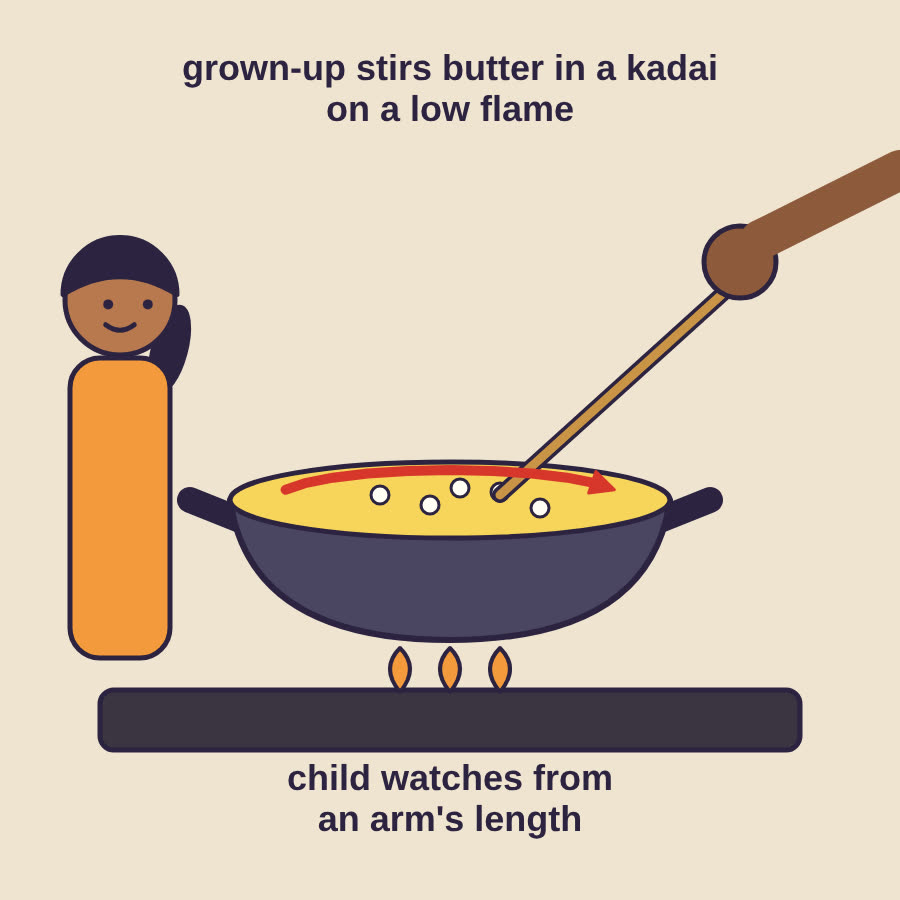 grown-up stirs butter in a kadai
on a low flame
child watches from
an arm's length